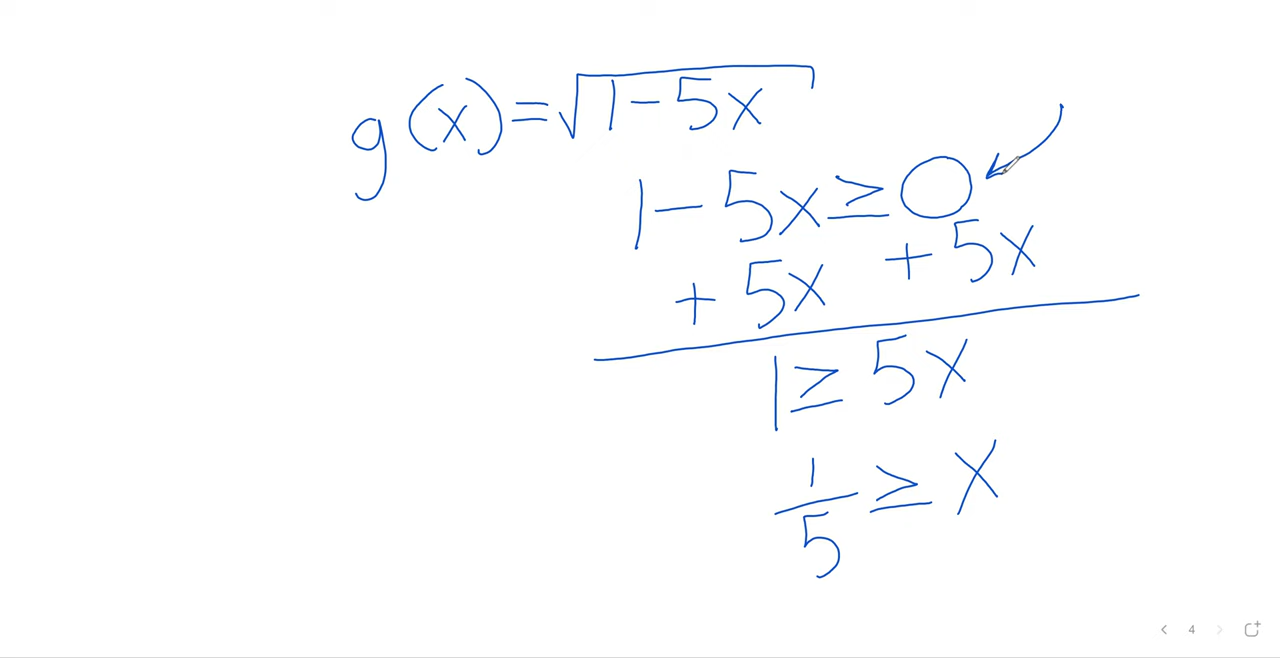 g(x)=√1-5x
1-5x≥0
+5x +5x
1≥5x
1/5≥x
4